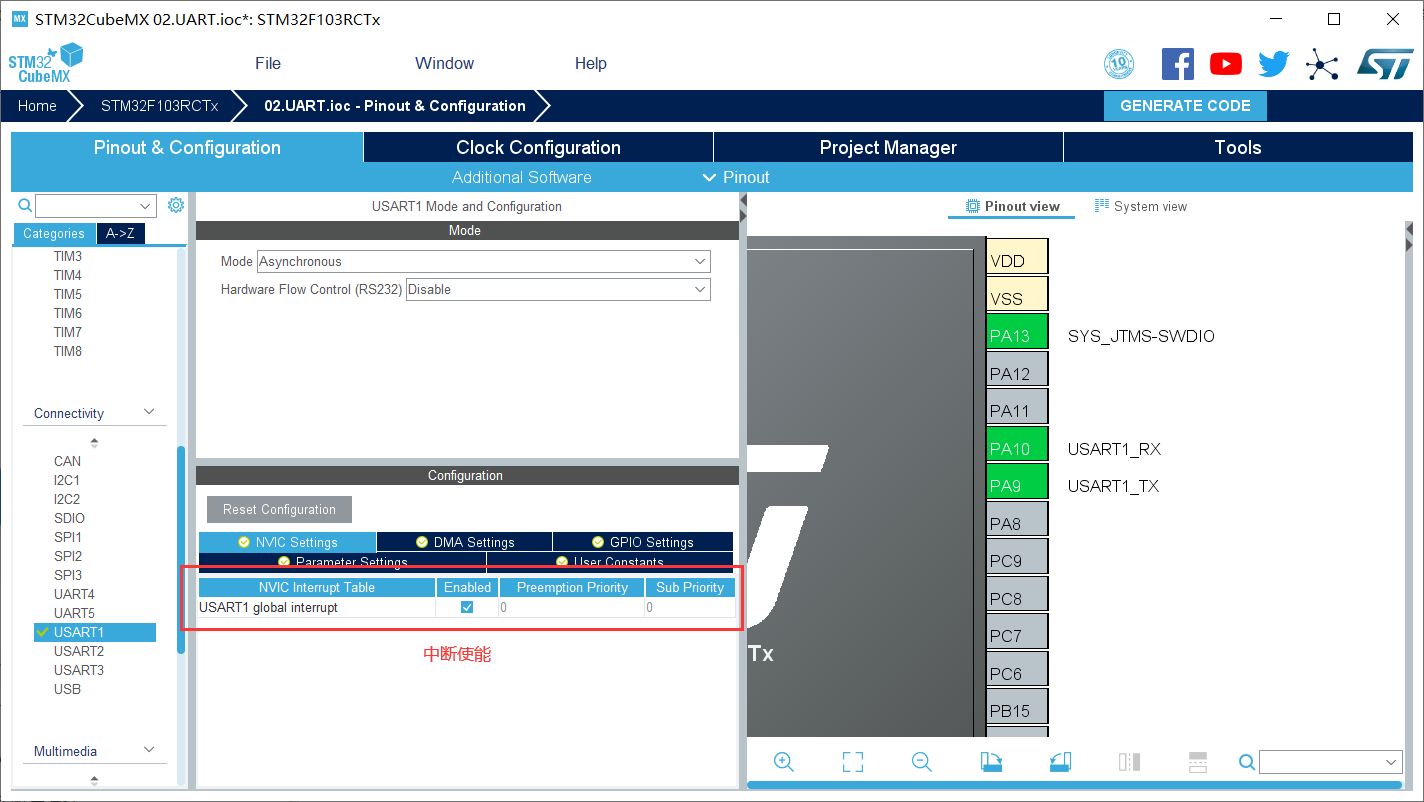 MX STM32CubeMX 02.UART.ioc*: STM32F103RCTx
STM32 CubeMX
File Window Help
10
ST
Home STM32F103RCTx 02.UART.ioc - Pinout & Configuration GENERATE CODE
Pinout & Configuration Clock Configuration Project Manager Tools
Additional Software Pinout
Categories A->Z
TIM3
TIM4
TIM5
TIM6
TIM7
TIM8
Connectivity
CAN
I2C1
I2C2
SDIO
SPI1
SPI2
SPI3
UART4
UART5
USART1
USART2
USART3
USB
Multimedia
USART1 Mode and Configuration
Mode
Mode Asynchronous
Hardware Flow Control (RS232) Disable
Configuration
Reset Configuration
NVIC Settings DMA Settings GPIO Settings
Parameter Settings User Constants
NVIC Interrupt Table Enabled Preemption Priority Sub Priority
USART1 global interrupt 0 0
中断使能
Pinout view System view
VDD
VSS
PA13 SYS_JTMS-SWDIO
PA12
PA11
PA10 USART1_RX
PA9 USART1_TX
PA8
PC9
PC8
PC7
PC6
PB15
Tx